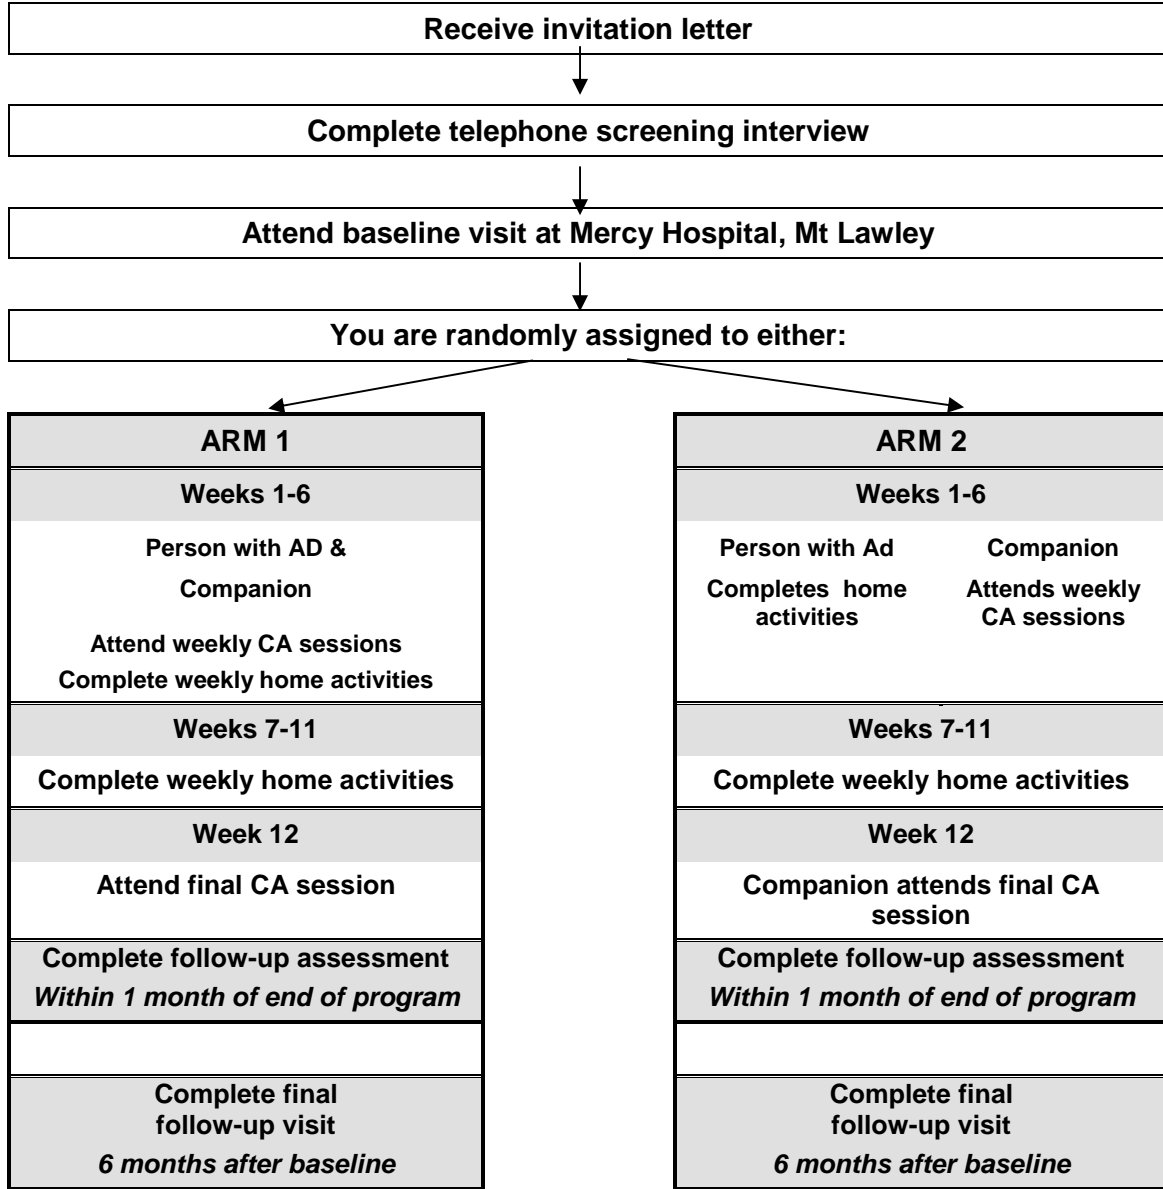 Receive invitation letter
Complete telephone screening interview
Attend baseline visit at Mercy Hospital, Mt Lawley
You are randomly assigned to either:
ARM 1
Weeks 1-6
Person with AD &
Companion
Attend weekly CA sessions
Complete weekly home activities
Weeks 7-11
Complete weekly home activities
Week 12
Attend final CA session
Complete follow-up assessment
Within 1 month of end of program
Complete final
follow-up visit
6 months after baseline
ARM 2
Weeks 1-6
Person with Ad
Completes home
activities
Companion
Attends weekly
CA sessions
Weeks 7-11
Complete weekly home activities
Week 12
Companion attends final CA
session
Complete follow-up assessment
Within 1 month of end of program
Complete final
follow-up visit
6 months after baseline